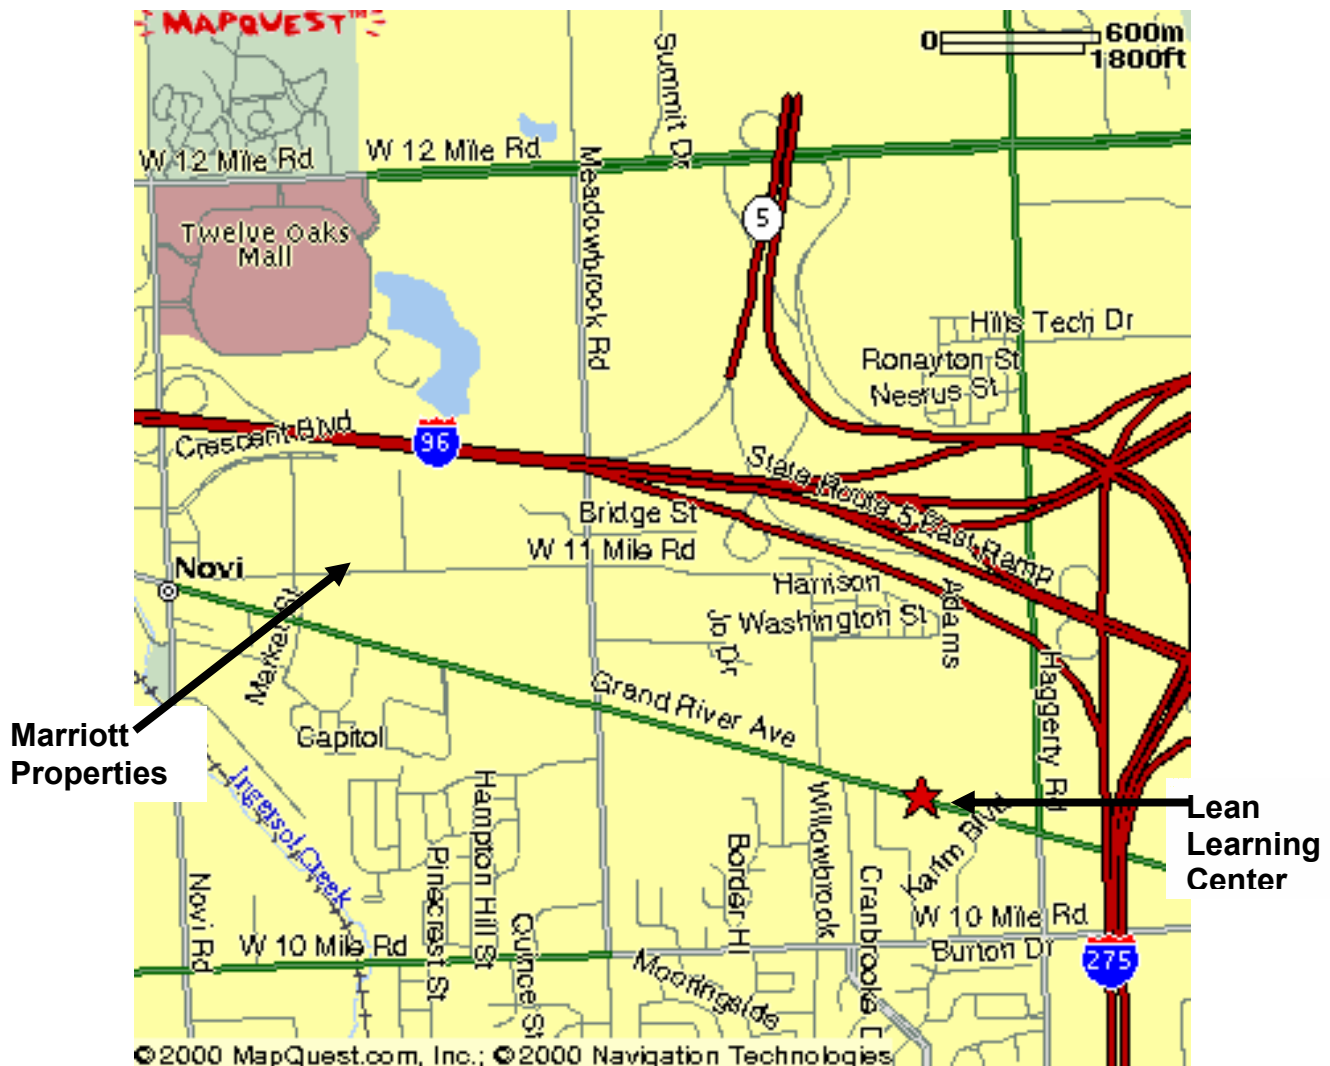 MAPQUEST™
0
600m
1800ft
Summit Dr
W 12 Mile Rd
W 12 Mile Rd
Meadowbrook Rd
5
Twelve Oaks
Mall
Hills Tech Dr
Ronayton St
Nesrus St
Crescent Blvd
96
State Route 5 East Ramp
Bridge St
W 11 Mile Rd
Novi
Harrison
Washington St
Adams
Jo Dr
Market St
Haggerty Rd
Grand River Ave
Capitol
Marriott
Properties
Ingersol Creek
Hampton Hill St
Willowbrook
Lean
Learning
Center
Karim Blvd
Border Hl
Pinecrest St
Cranbrooke D
Novi Rd
W 10 Mile Rd
W 10 Mile Rd
Quince St
Burton Dr
Mooringside
275
©2000 MapQuest.com, Inc.; ©2000 Navigation Technologies